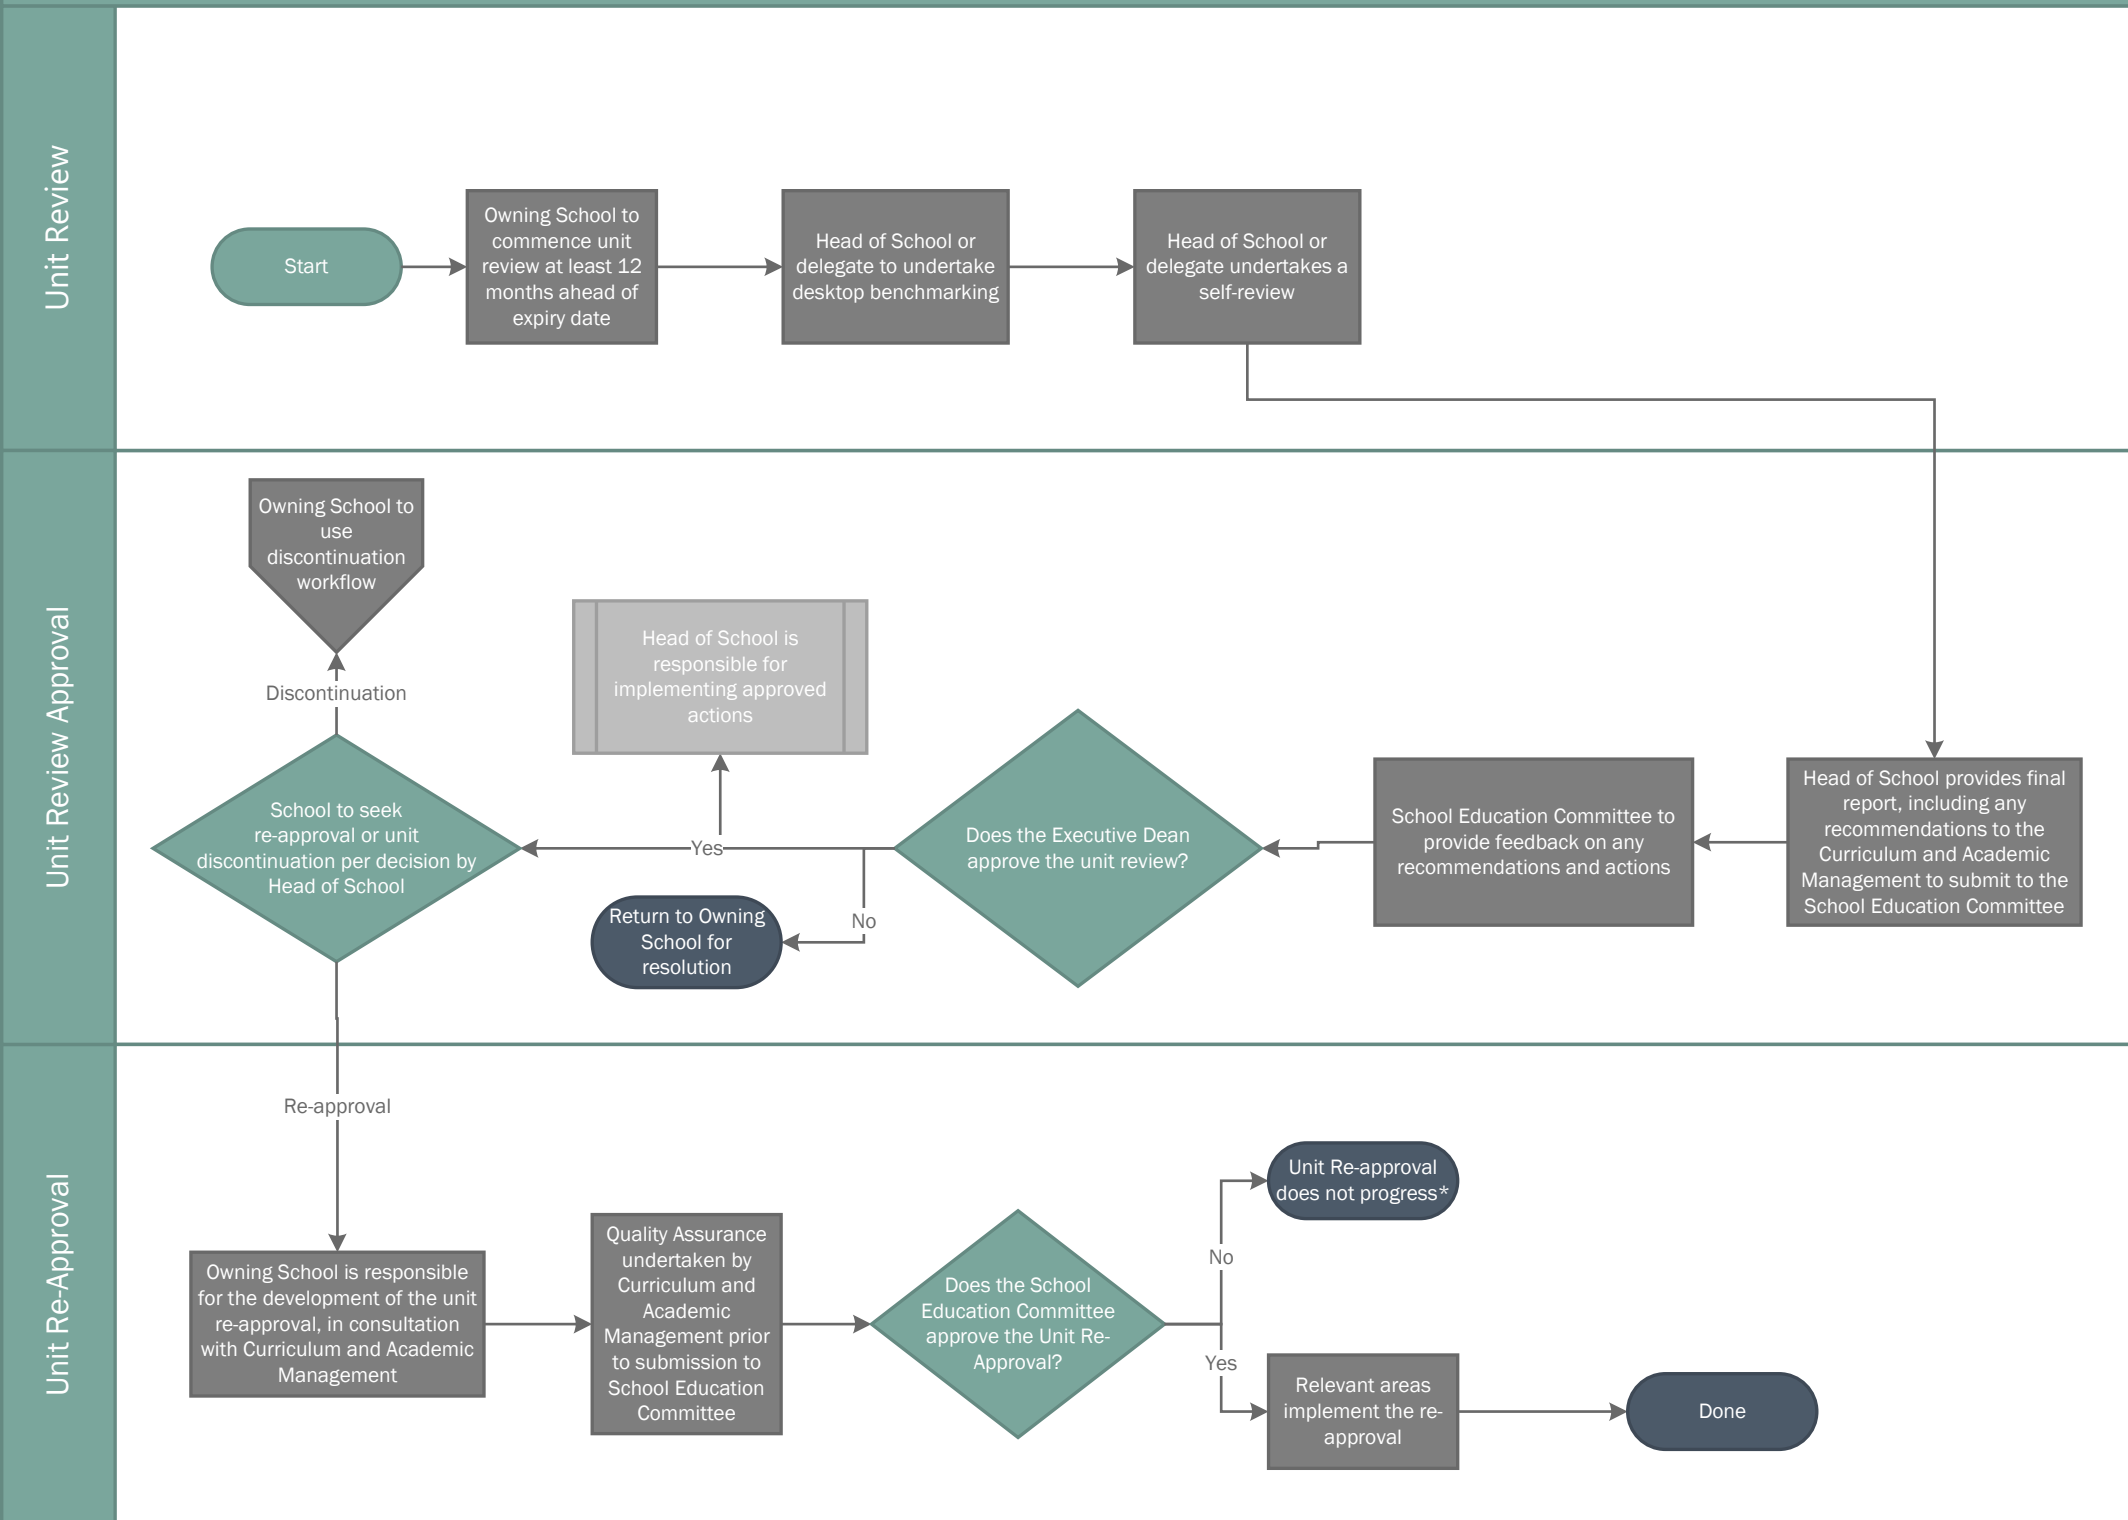 Unit Review
Start
Owning School to
commence unit
review at least 12
months ahead of
expiry date
Head of School or
delegate to undertake
desktop benchmarking
Head of School or
delegate undertakes a
self-review
Unit Review Approval
Head of School provides final
report, including any
recommendations to the
Curriculum and Academic
Management to submit to the
School Education Committee
School Education Committee to
provide feedback on any
recommendations and actions
Does the Executive Dean
approve the unit review?
Yes
Head of School is
responsible for
implementing approved
actions
No
Return to Owning
School for
resolution
School to seek
re-approval or unit
discontinuation per decision by
Head of School
Discontinuation
Owning School to
use
discontinuation
workflow
Re-approval
Unit Re-Approval
Owning School is responsible
for the development of the unit
re-approval, in consultation
with Curriculum and Academic
Management
Quality Assurance
undertaken by
Curriculum and
Academic
Management prior
to submission to
School Education
Committee
Does the School
Education Committee
approve the Unit Re-
Approval?
No
Unit Re-approval
does not progress*
Yes
Relevant areas
implement the re-
approval
Done